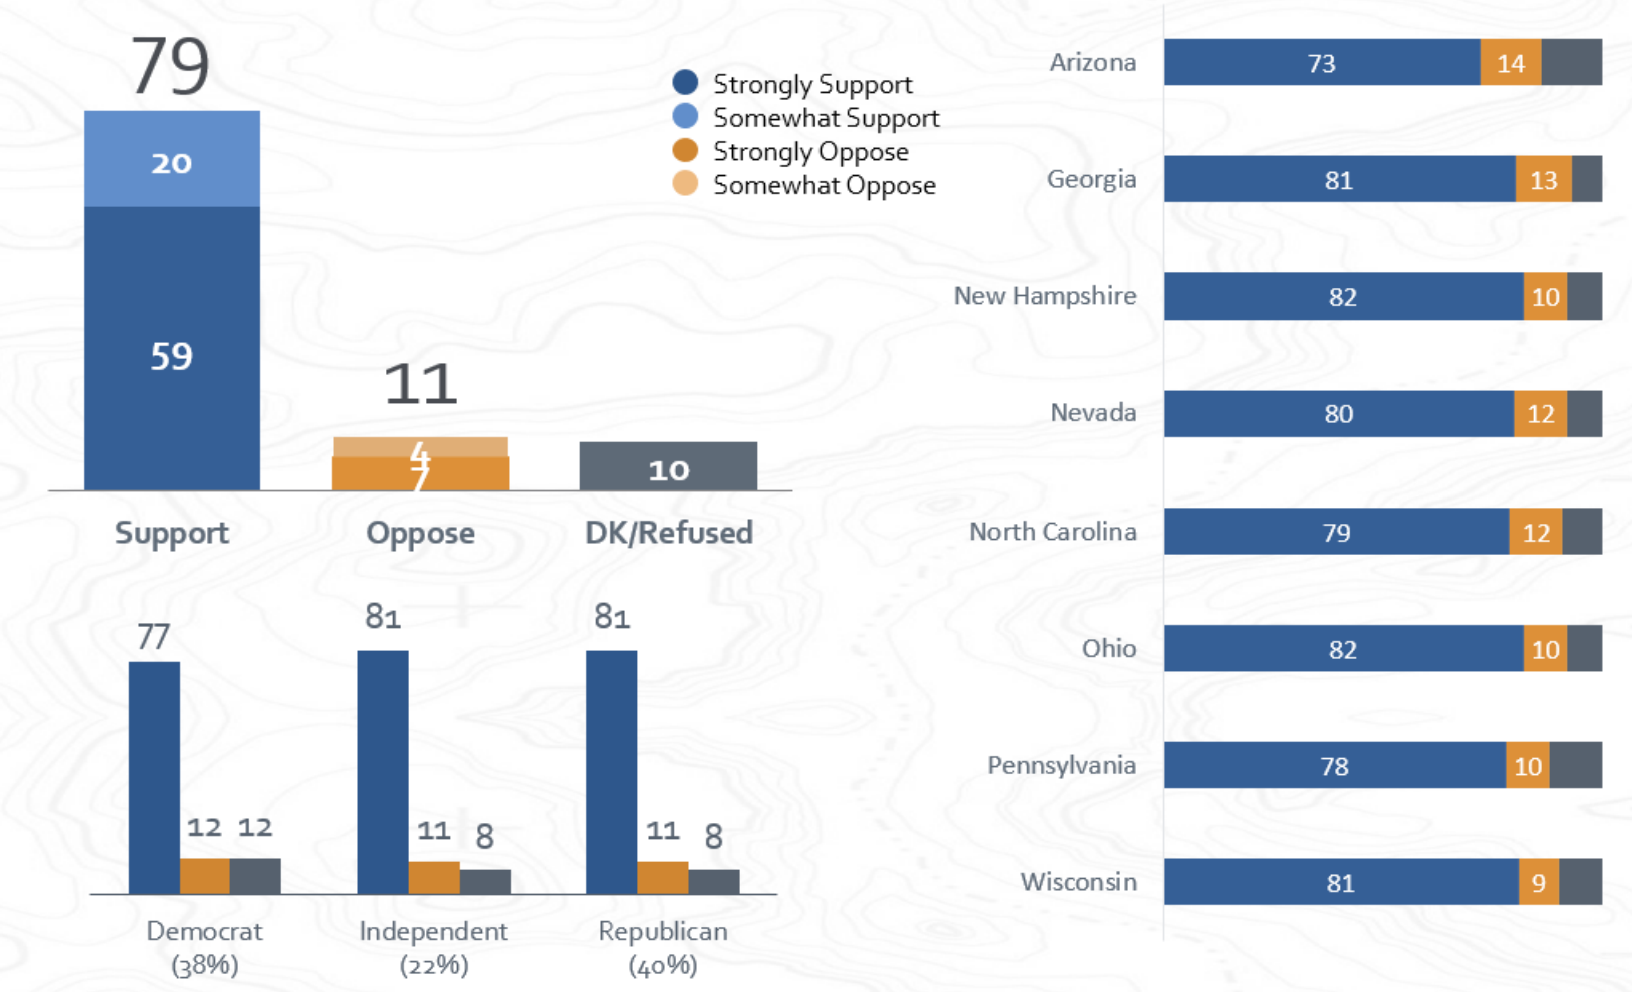 79
20
59
11
4
7
10
Support
Oppose
DK/Refused
Strongly Support
Somewhat Support
Strongly Oppose
Somewhat Oppose
77
12 12
Democrat
(38%)
81
11 8
Independent
(22%)
81
11 8
Republican
(40%)
Arizona 73 14
Georgia 81 13
New Hampshire 82 10
Nevada 80 12
North Carolina 79 12
Ohio 82 10
Pennsylvania 78 10
Wisconsin 81 9